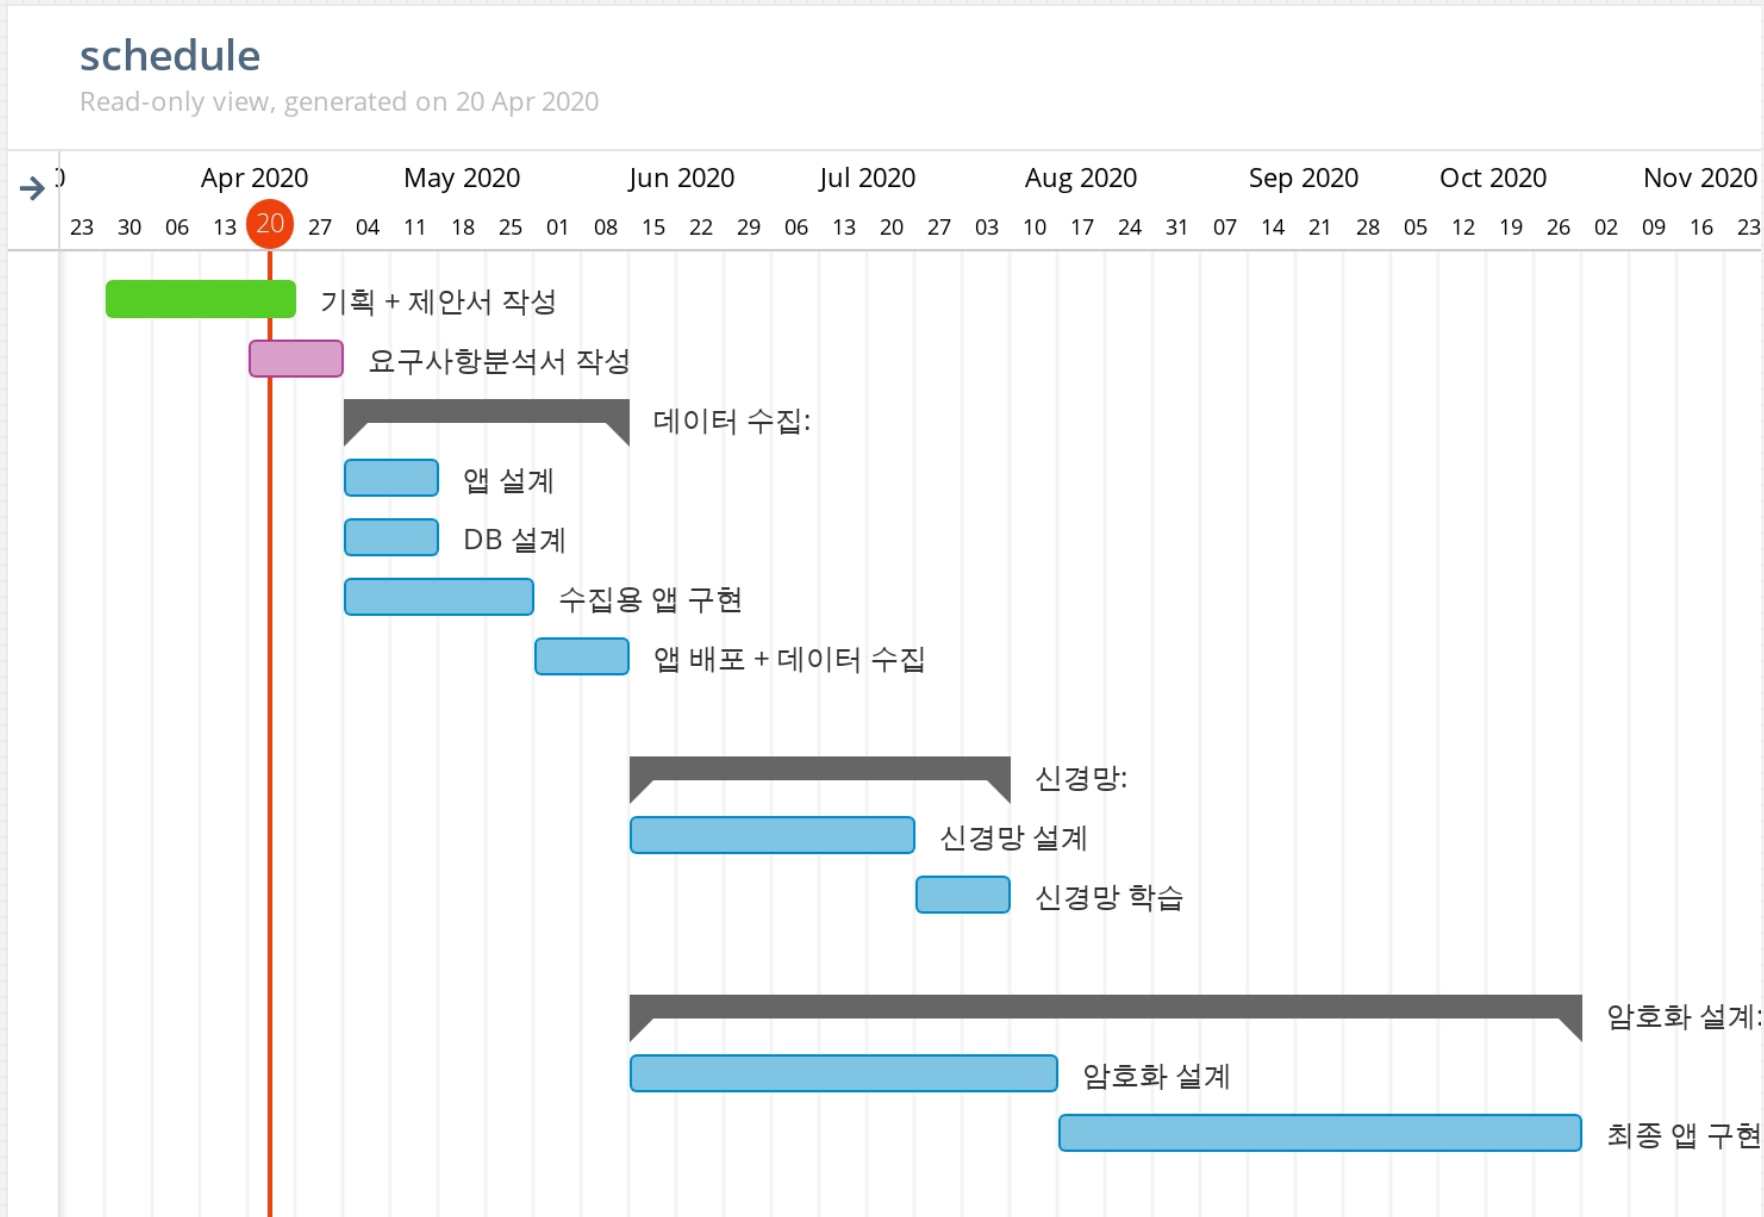 schedule
Read-only view, generated on 20 Apr 2020
Apr 2020 May 2020 Jun 2020 Jul 2020 Aug 2020 Sep 2020 Oct 2020 Nov 2020
23 30 06 13 20 27 04 11 18 25 01 08 15 22 29 06 13 20 27 03 10 17 24 31 07 14 21 28 05 12 19 26 02 09 16 23
기획 + 제안서 작성
요구사항분석서 작성
데이터 수집:
앱 설계
DB 설계
수집용 앱 구현
앱 배포 + 데이터 수집
신경망:
신경망 설계
신경망 학습
암호화 설계:
암호화 설계
최종 앱 구현